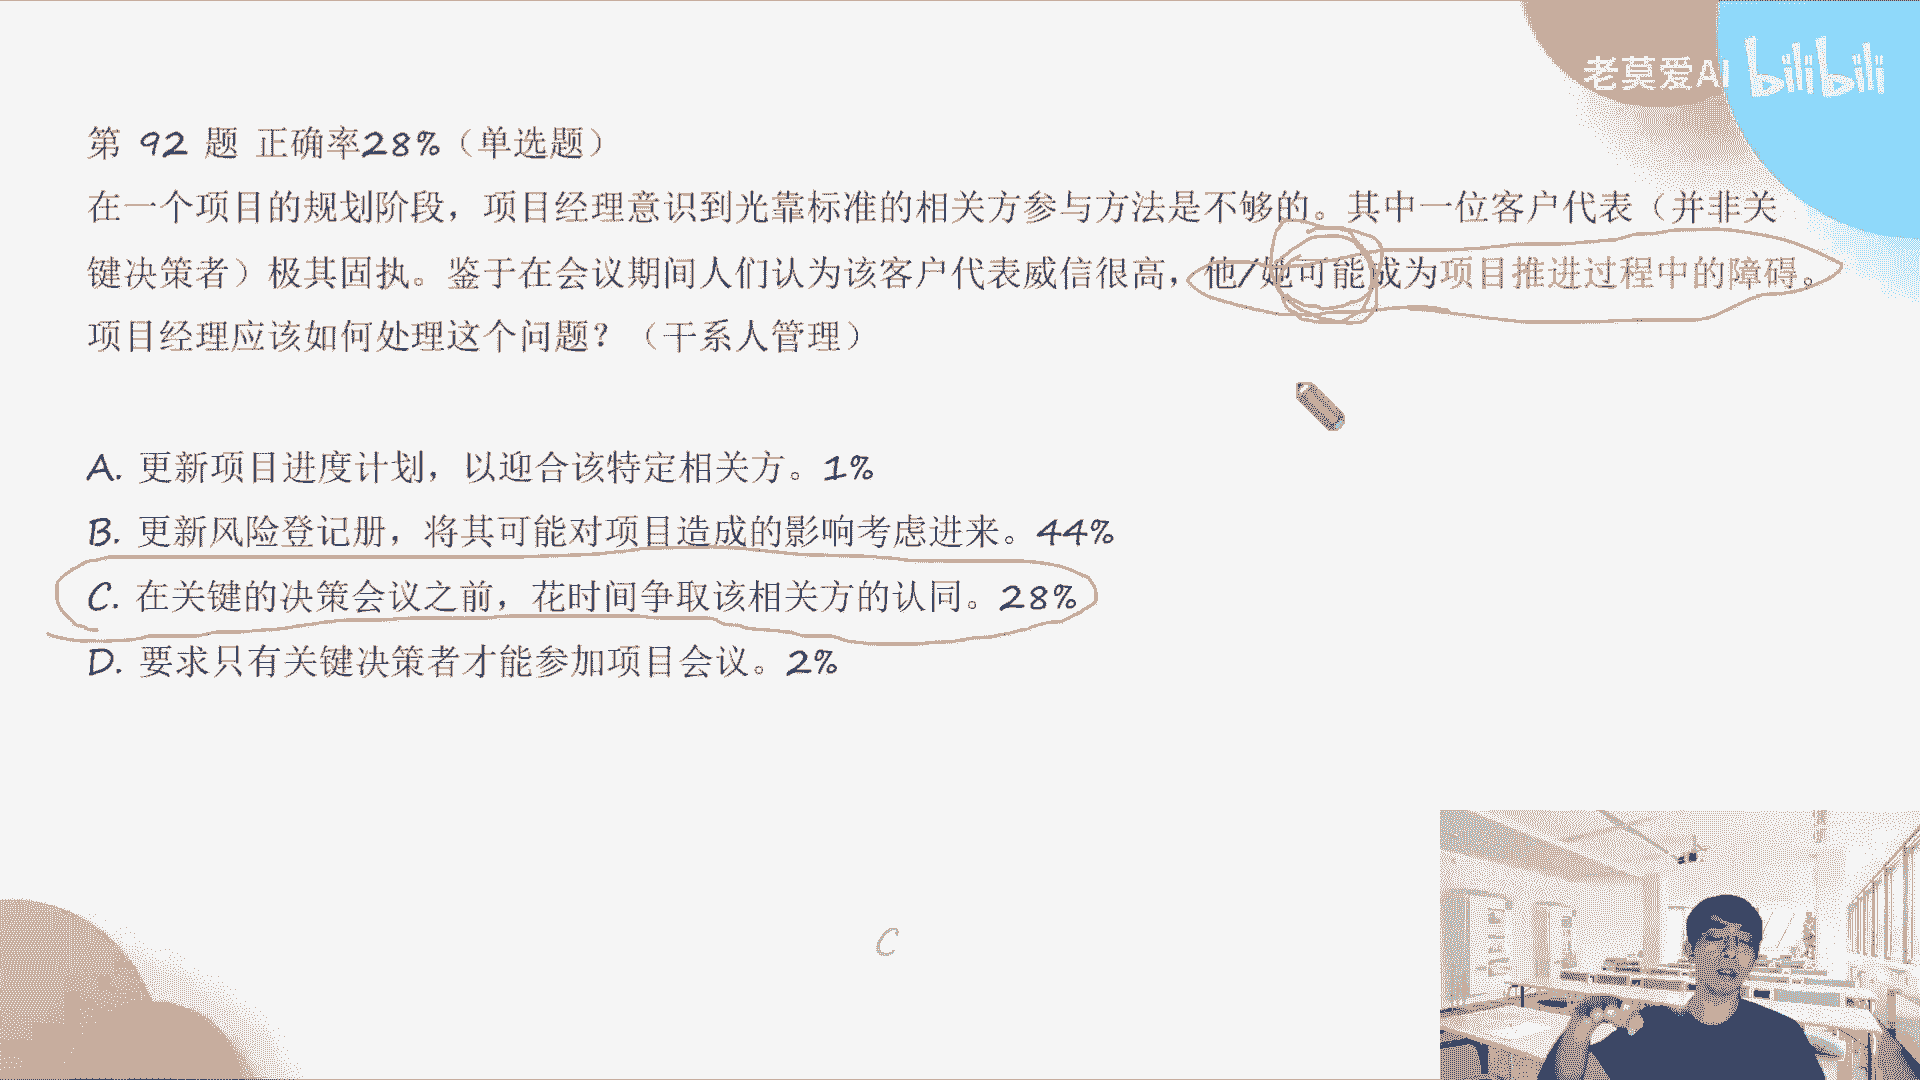 老莫爱AI bilibili
第 92 题 正确率28%（单选题）
在一个项目的规划阶段，项目经理意识到光靠标准的相关方参与方法是不够的。其中一位客户代表（并非关
键决策者）极其固执。鉴于在会议期间人们认为该客户代表威信很高，他/她可能成为项目推进过程中的障碍。
项目经理应该如何处理这个问题？（干系人管理）
A. 更新项目进度计划，以迎合该特定相关方。1%
B. 更新风险登记册，将其可能对项目造成的影响考虑进来。44%
C. 在关键的决策会议之前，花时间争取该相关方的认同。28%
D. 要求只有关键决策者才能参加项目会议。2%
C